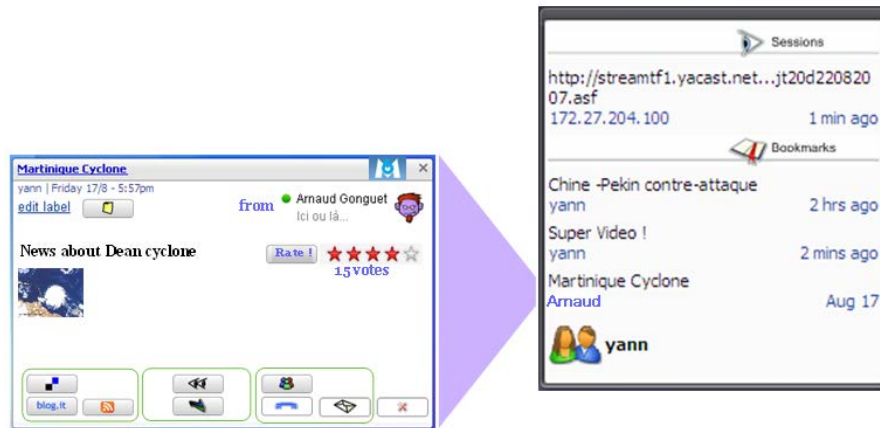 Martinique Cyclone
yann | Friday 17/8 - 5:57pm
edit label
from
Arnaud Gonguet
Ici ou là...
News about Dean cyclone
Rate !
15 votes
blog.it
Sessions
http://streamtf1.yacast.net...jt20d220820
07.asf
172.27.204.100 1 min ago
Bookmarks
Chine -Pekin contre-attaque
yann 2 hrs ago
Super Video !
yann 2 mins ago
Martinique Cyclone
Arnaud Aug 17
yann